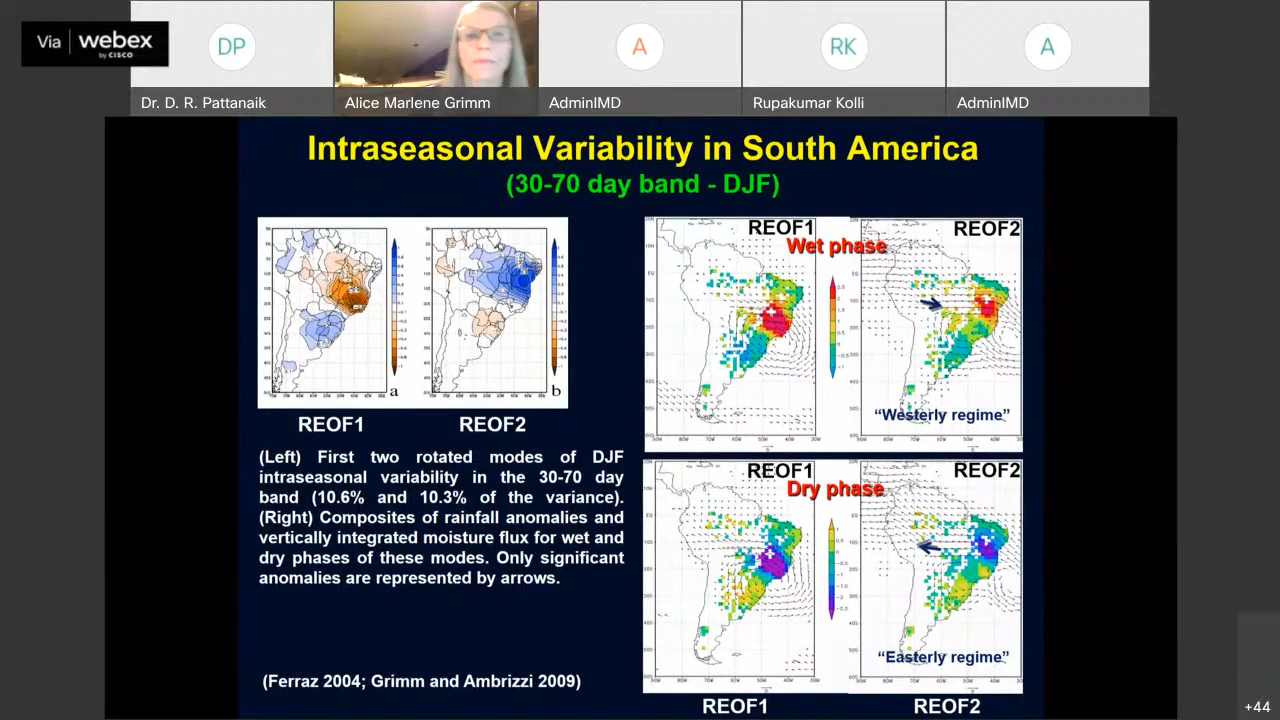 Via webex
by CISCO
DP
A
RK
A
Dr. D. R. Pattanaik
Alice Marlene Grimm
AdminIMD
Rupakumar Kolli
AdminIMD
Intraseasonal Variability in South America
(30-70 day band - DJF)
a
b
REOF1
REOF2
(Left) First two rotated modes of DJF
intraseasonal variability in the 30-70 day
band (10.6% and 10.3% of the variance).
(Right) Composites of rainfall anomalies and
vertically integrated moisture flux for wet and
dry phases of these modes. Only significant
anomalies are represented by arrows.
(Ferraz 2004; Grimm and Ambrizzi 2009)
REOF1
REOF2
Wet phase
“Westerly regime”
REOF1
REOF2
Dry phase
“Easterly regime”
REOF1
REOF2
+44